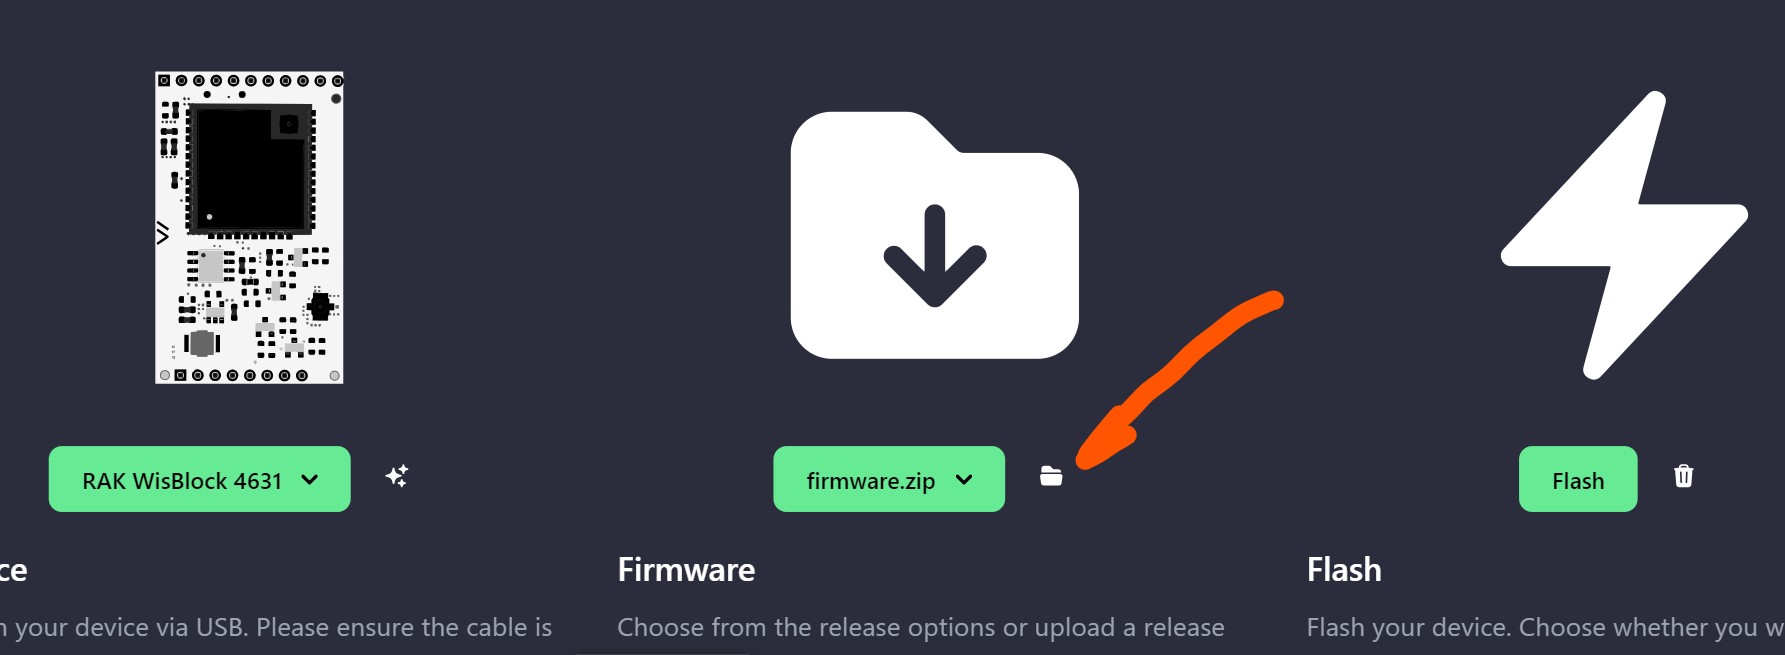 RAK WisBlock 4631
firmware.zip
Flash
ce
Firmware
Flash
your device via USB. Please ensure the cable is
Choose from the release options or upload a release
Flash your device. Choose whether you w